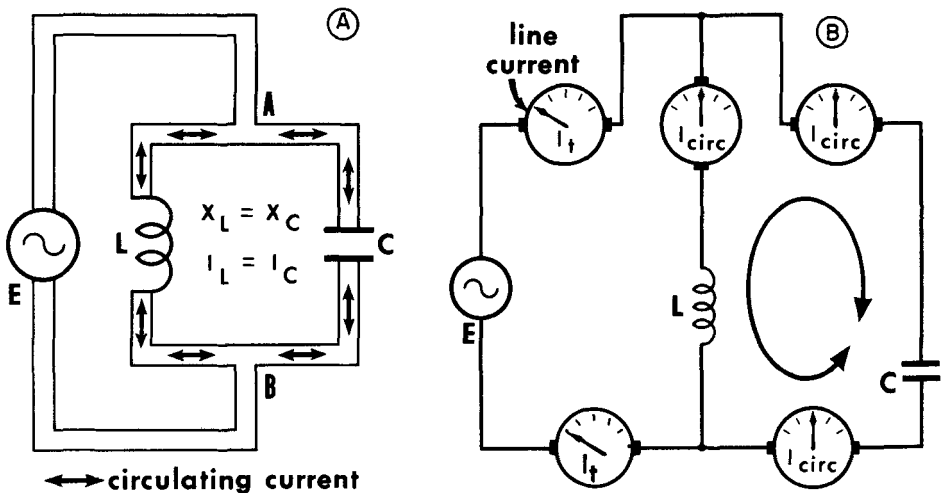 A
A
L
X_L = X_C
I_L = I_C
C
E
B
circulating current
B
line
current
I_t
I_circ
I_circ
L
E
C
I_t
I_circ